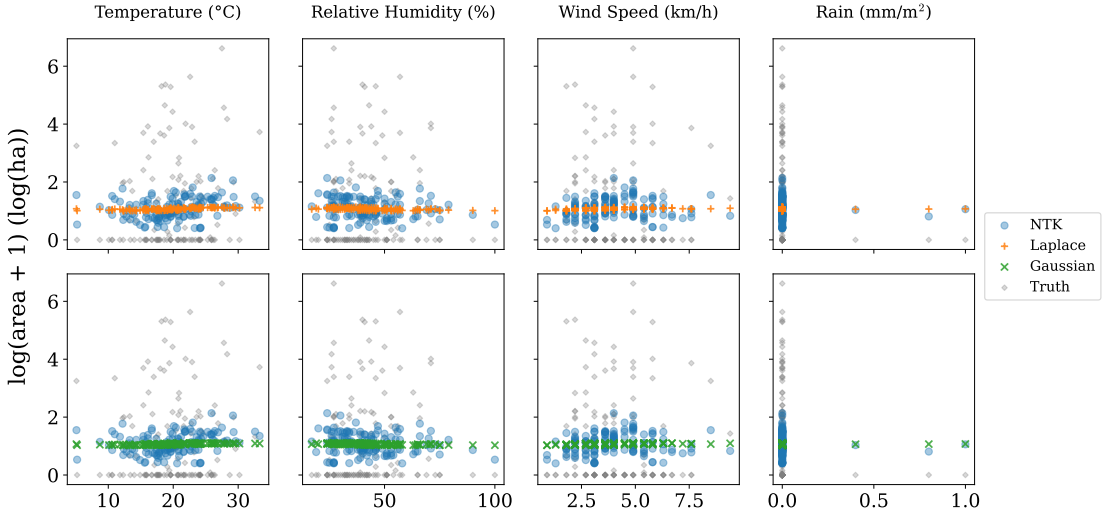 Temperature (°C)
Relative Humidity (%)
Wind Speed (km/h)
Rain (mm/m²)
log(area + 1) (log(ha))
6
4
2
0
6
4
2
0
10 20 30
50 100
2.5 5.0 7.5
0.0 0.5 1.0
NTK
Laplace
Gaussian
Truth